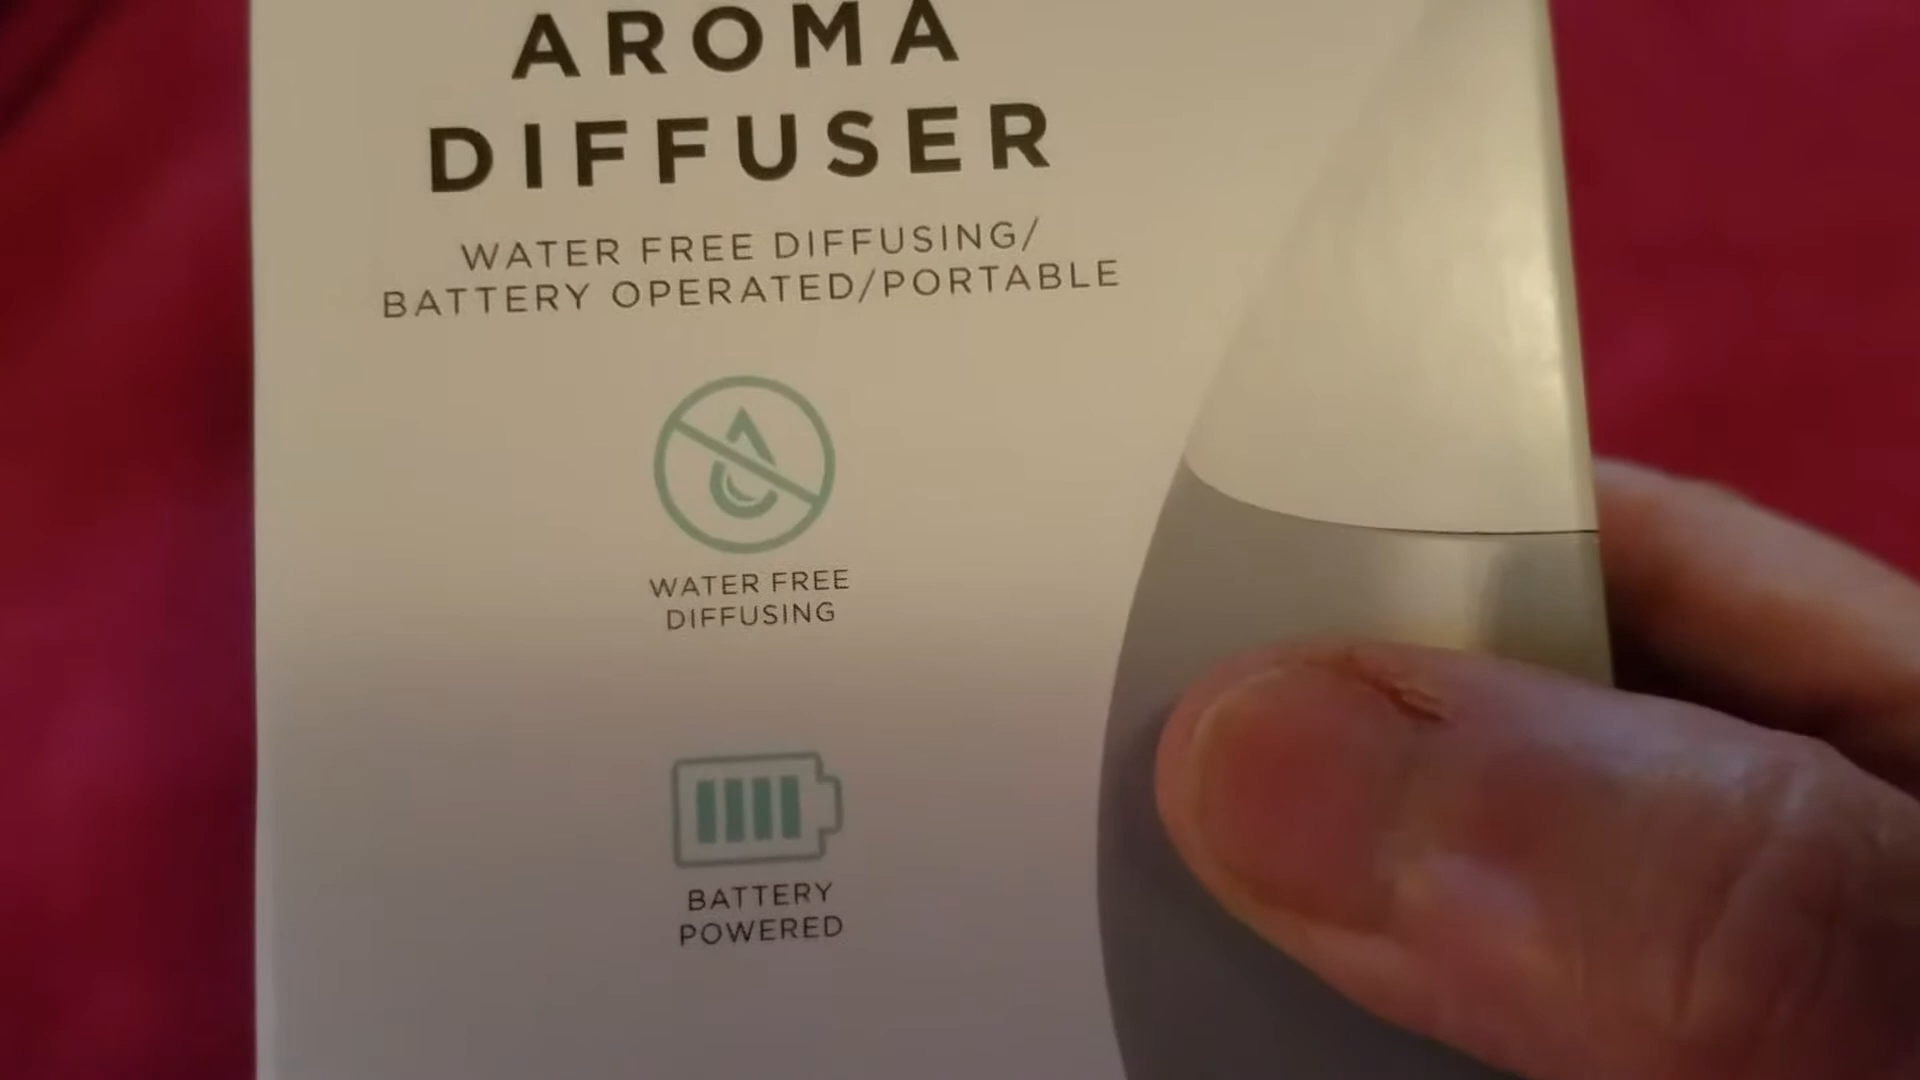 AROMA
DIFFUSER
WATER FREE DIFFUSING/
BATTERY OPERATED/PORTABLE
WATER FREE
DIFFUSING
BATTERY
POWERED